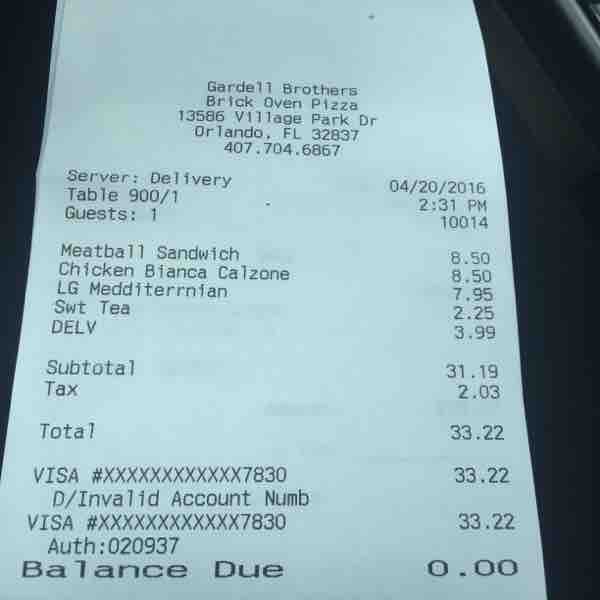 Gardell Brothers
Brick Oven Pizza
13586 Village Park Dr
Orlando, FL 32837
407.704.6867
Server: Delivery 04/20/2016
Table 900/1 2:31 PM
Guests: 1 10014
Meatball Sandwich 8.50
Chicken Bianca Calzone 8.50
LG Medditerrnian 7.95
Swt Tea 2.25
DELV 3.99
Subtotal 31.19
Tax 2.03
Total 33.22
VISA #XXXXXXXXXXXX7830 33.22
D/Invalid Account Numb
VISA #XXXXXXXXXXXX7830 33.22
Auth:020937
Balance Due 0.00